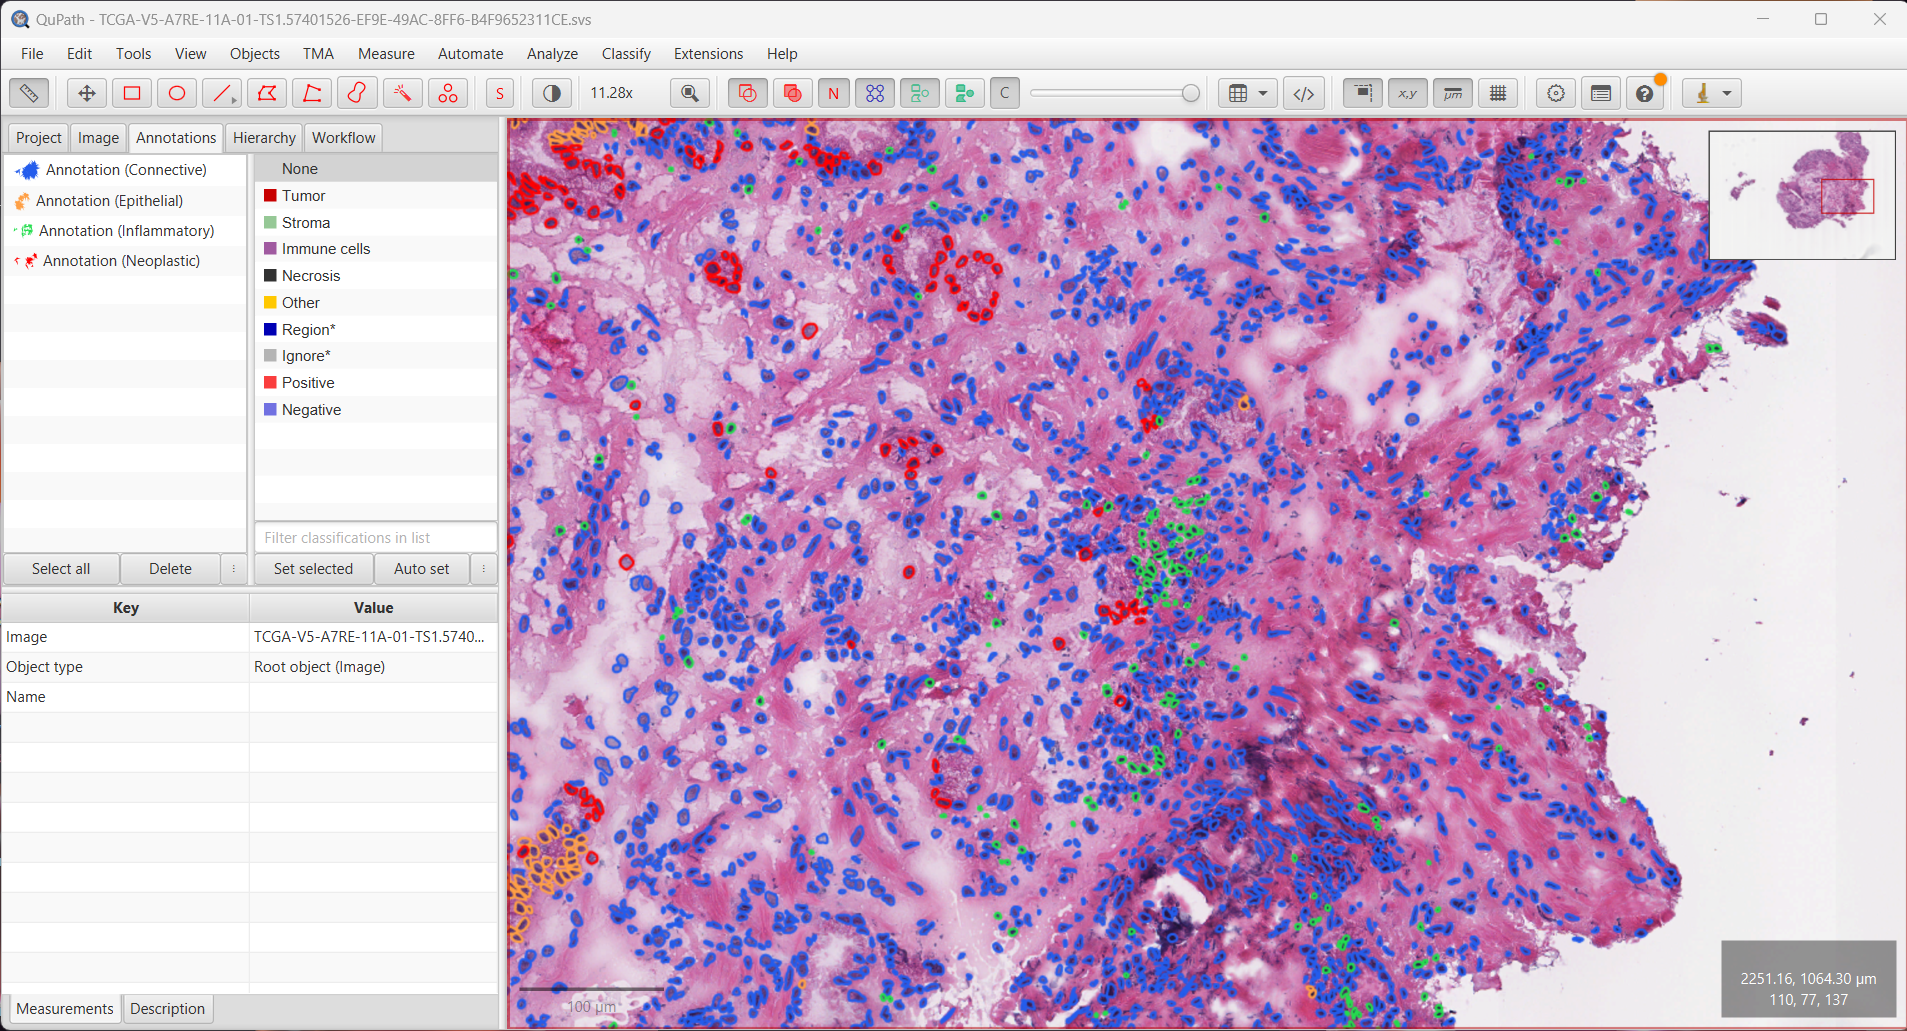 QuPath - TCGA-V5-A7RE-11A-01-TS1.57401526-EF9E-49AC-8FF6-B4F9652311CE.svs
File Edit Tools View Objects TMA Measure Automate Analyze Classify Extensions Help
S 11.28x N C x,y μm
Project Image Annotations Hierarchy Workflow
Annotation (Connective)
Annotation (Epithelial)
Annotation (Inflammatory)
Annotation (Neoplastic)
None
Tumor
Stroma
Immune cells
Necrosis
Other
Region*
Ignore*
Positive
Negative
Filter classifications in list
Select all Delete Set selected Auto set
Key Value
Image TCGA-V5-A7RE-11A-01-TS1.5740...
Object type Root object (Image)
Name
Measurements Description
100 μm
2251.16, 1064.30 μm
110, 77, 137